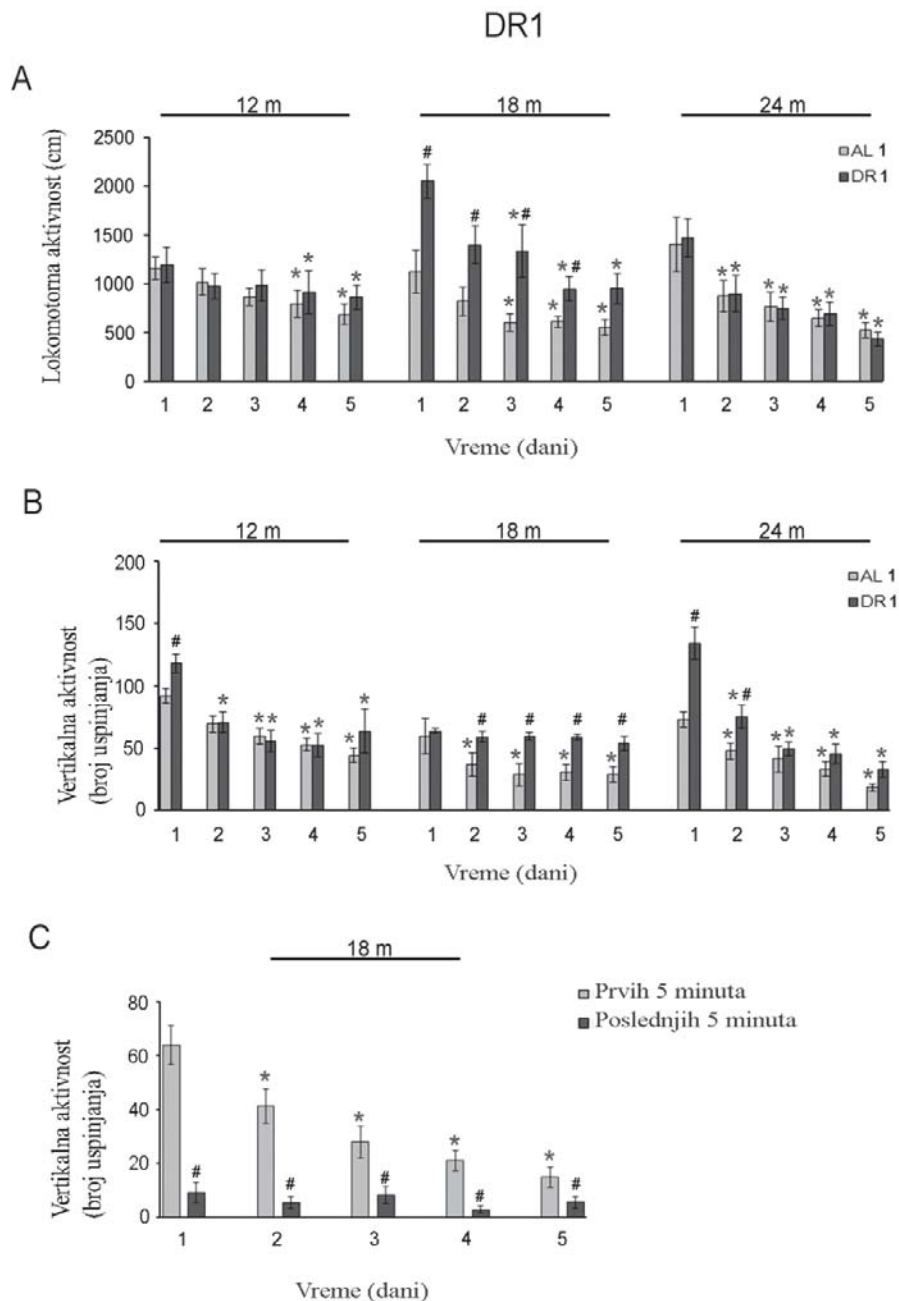 DR1
A
12 m 18 m 24 m
Lokomotorna aktivnost (cm)
2500
2000
1500
1000
500
0
AL 1
DR 1
# # * # * # * * * * * * * * * * * * * * * *
1 2 3 4 5 1 2 3 4 5 1 2 3 4 5
Vreme (dani)
B
12 m 18 m 24 m
Vertikalna aktivnost
(broj uspinjanja)
200
150
100
50
0
AL 1
DR 1
# * * * * * * * * # * # * # * # # * * # * * * * * *
1 2 3 4 5 1 2 3 4 5 1 2 3 4 5
Vreme (dani)
C
18 m
Vertikalna aktivnost
(broj uspinjanja)
80
60
40
20
0
Prvih 5 minuta
Poslednjih 5 minuta
# * # * # * # * #
1 2 3 4 5
Vreme (dani)